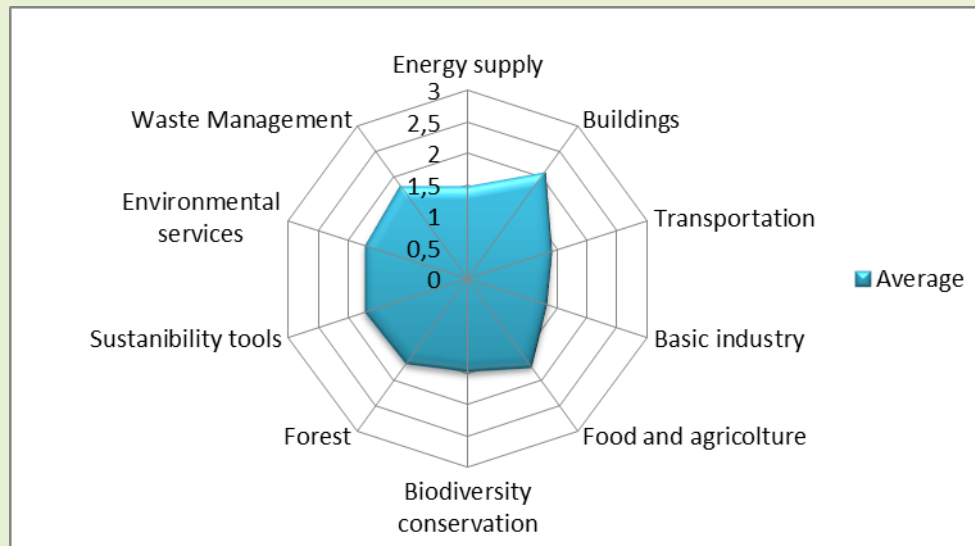 Energy supply
Buildings
Transportation
Basic industry
Food and agricolture
Biodiversity
conservation
Forest
Sustanibility tools
Environmental
services
Waste Management
3
2,5
2
1,5
1
0,5
0
Average